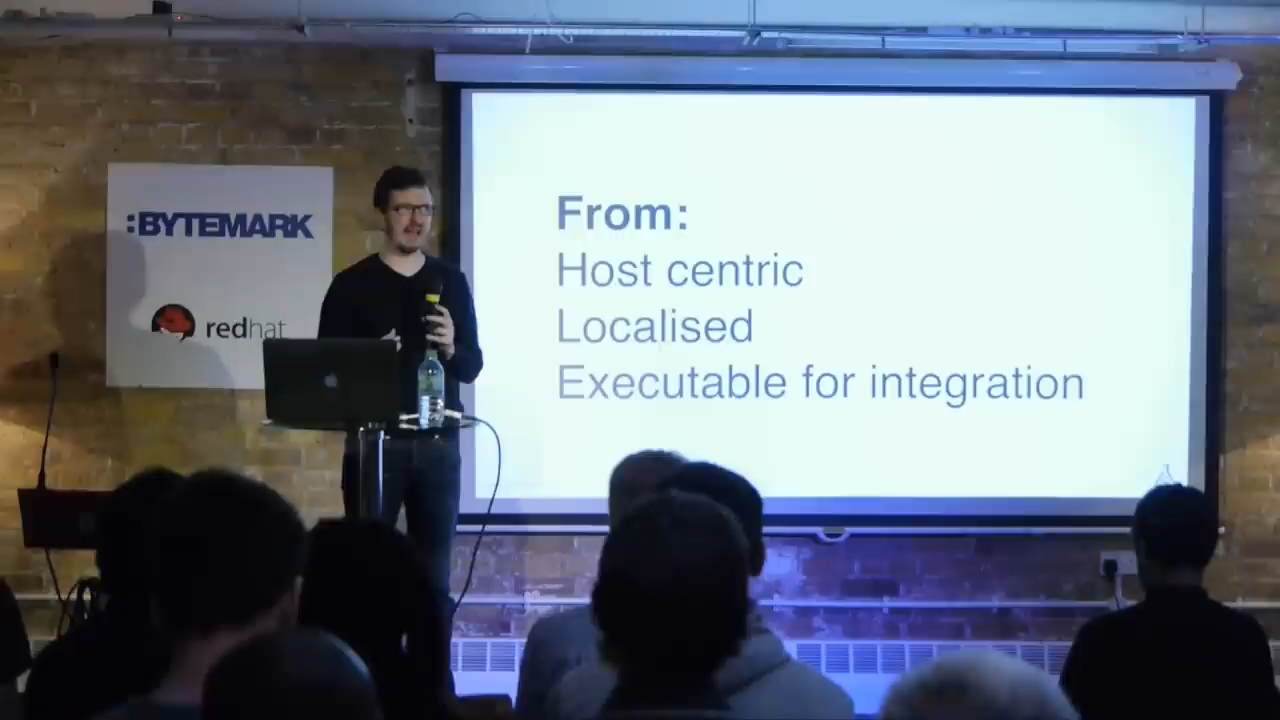 :BYTEMARK
redhat
From:
Host centric
Localised
Executable for integration